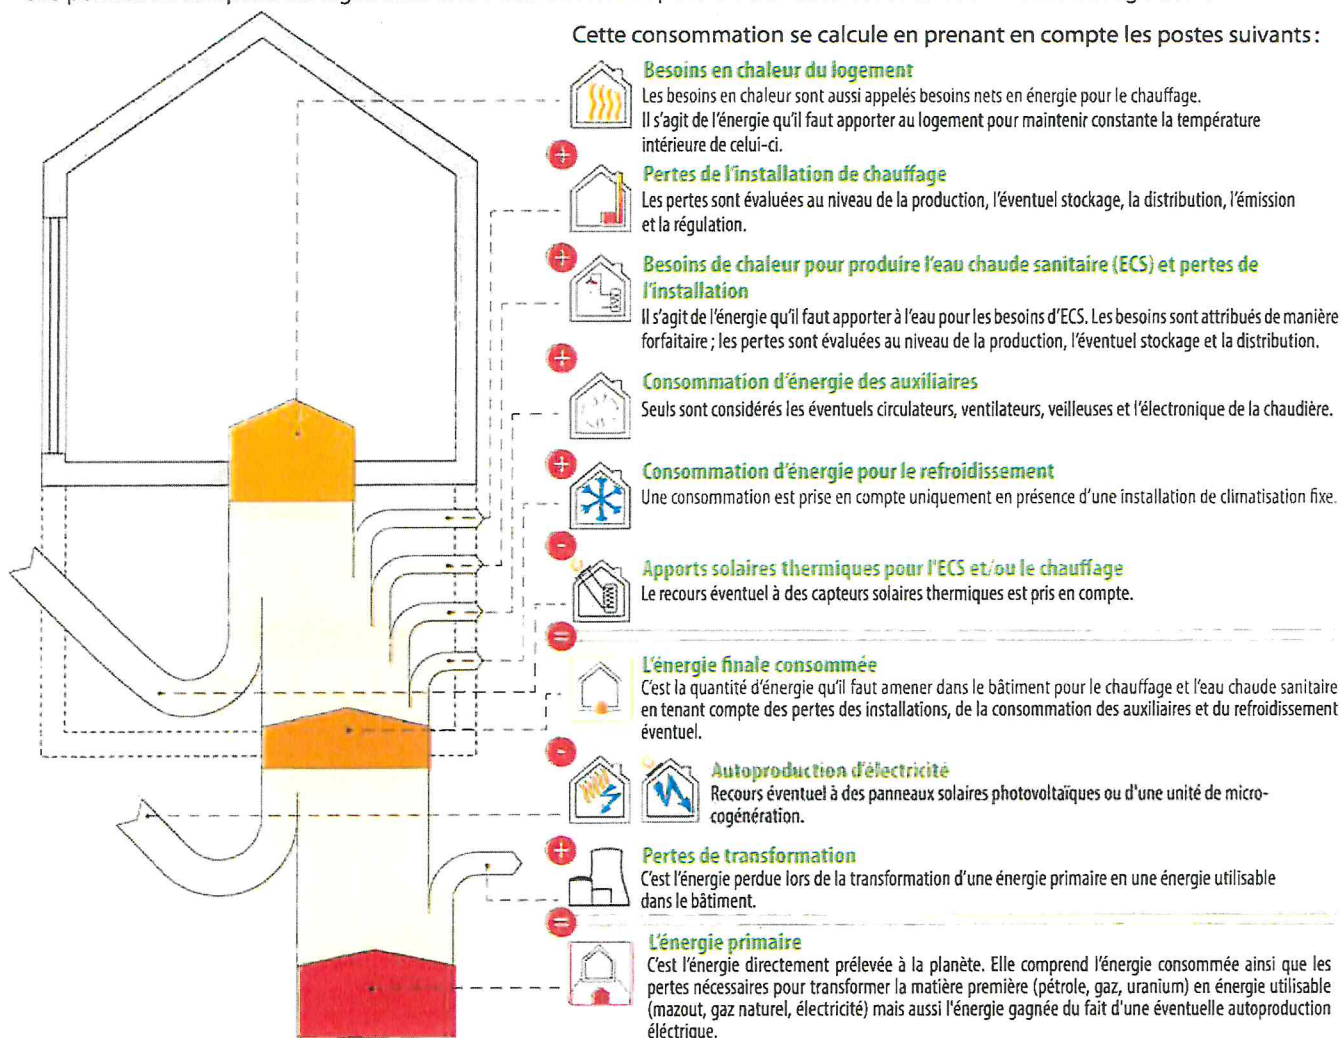 Cette consommation se calcule en prenant en compte les postes suivants :
Besoins en chaleur du logement
Les besoins en chaleur sont aussi appelés besoins nets en énergie pour le chauffage.
Il s'agit de l'énergie qu'il faut apporter au logement pour maintenir constante la température
intérieure de celui-ci.
+
Pertes de l'installation de chauffage
Les pertes sont évaluées au niveau de la production, l'éventuel stockage, la distribution, l'émission
et la régulation.
+
Besoins de chaleur pour produire l'eau chaude sanitaire (ECS) et pertes de
l'installation
Il s'agit de l'énergie qu'il faut apporter à l'eau pour les besoins d'ECS. Les besoins sont attribués de manière
forfaitaire ; les pertes sont évaluées au niveau de la production, l'éventuel stockage et la distribution.
+
Consommation d'énergie des auxiliaires
Seuls sont considérés les éventuels circulateurs, ventilateurs, veilleuses et l'électronique de la chaudière.
+
Consommation d'énergie pour le refroidissement
Une consommation est prise en compte uniquement en présence d'une installation de climatisation fixe.
-
Apports solaires thermiques pour l'ECS et/ou le chauffage
Le recours éventuel à des capteurs solaires thermiques est pris en compte.
=
L'énergie finale consommée
C'est la quantité d'énergie qu'il faut amener dans le bâtiment pour le chauffage et l'eau chaude sanitaire
en tenant compte des pertes des installations, de la consommation des auxiliaires et du refroidissement
éventuel.
-
Autoproduction d'électricité
Recours éventuel à des panneaux solaires photovoltaïques ou d'une unité de micro-
cogénération.
+
Pertes de transformation
C'est l'énergie perdue lors de la transformation d'une énergie primaire en une énergie utilisable
dans le bâtiment.
=
L'énergie primaire
C'est l'énergie directement prélevée à la planète. Elle comprend l'énergie consommée ainsi que les
pertes nécessaires pour transformer la matière première (pétrole, gaz, uranium) en énergie utilisable
(mazout, gaz naturel, électricité) mais aussi l'énergie gagnée du fait d'une éventuelle autoproduction
éléctrique.